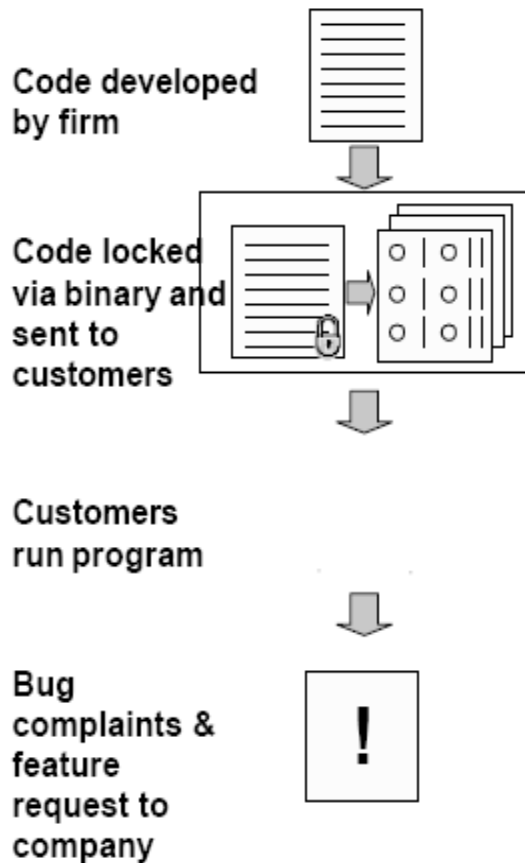 Code developed
by firm
Code locked
via binary and
sent to
customers
O | O ||
O | O ||
O | O ||
Customers
run program
Bug
complaints &
feature
request to
company
!